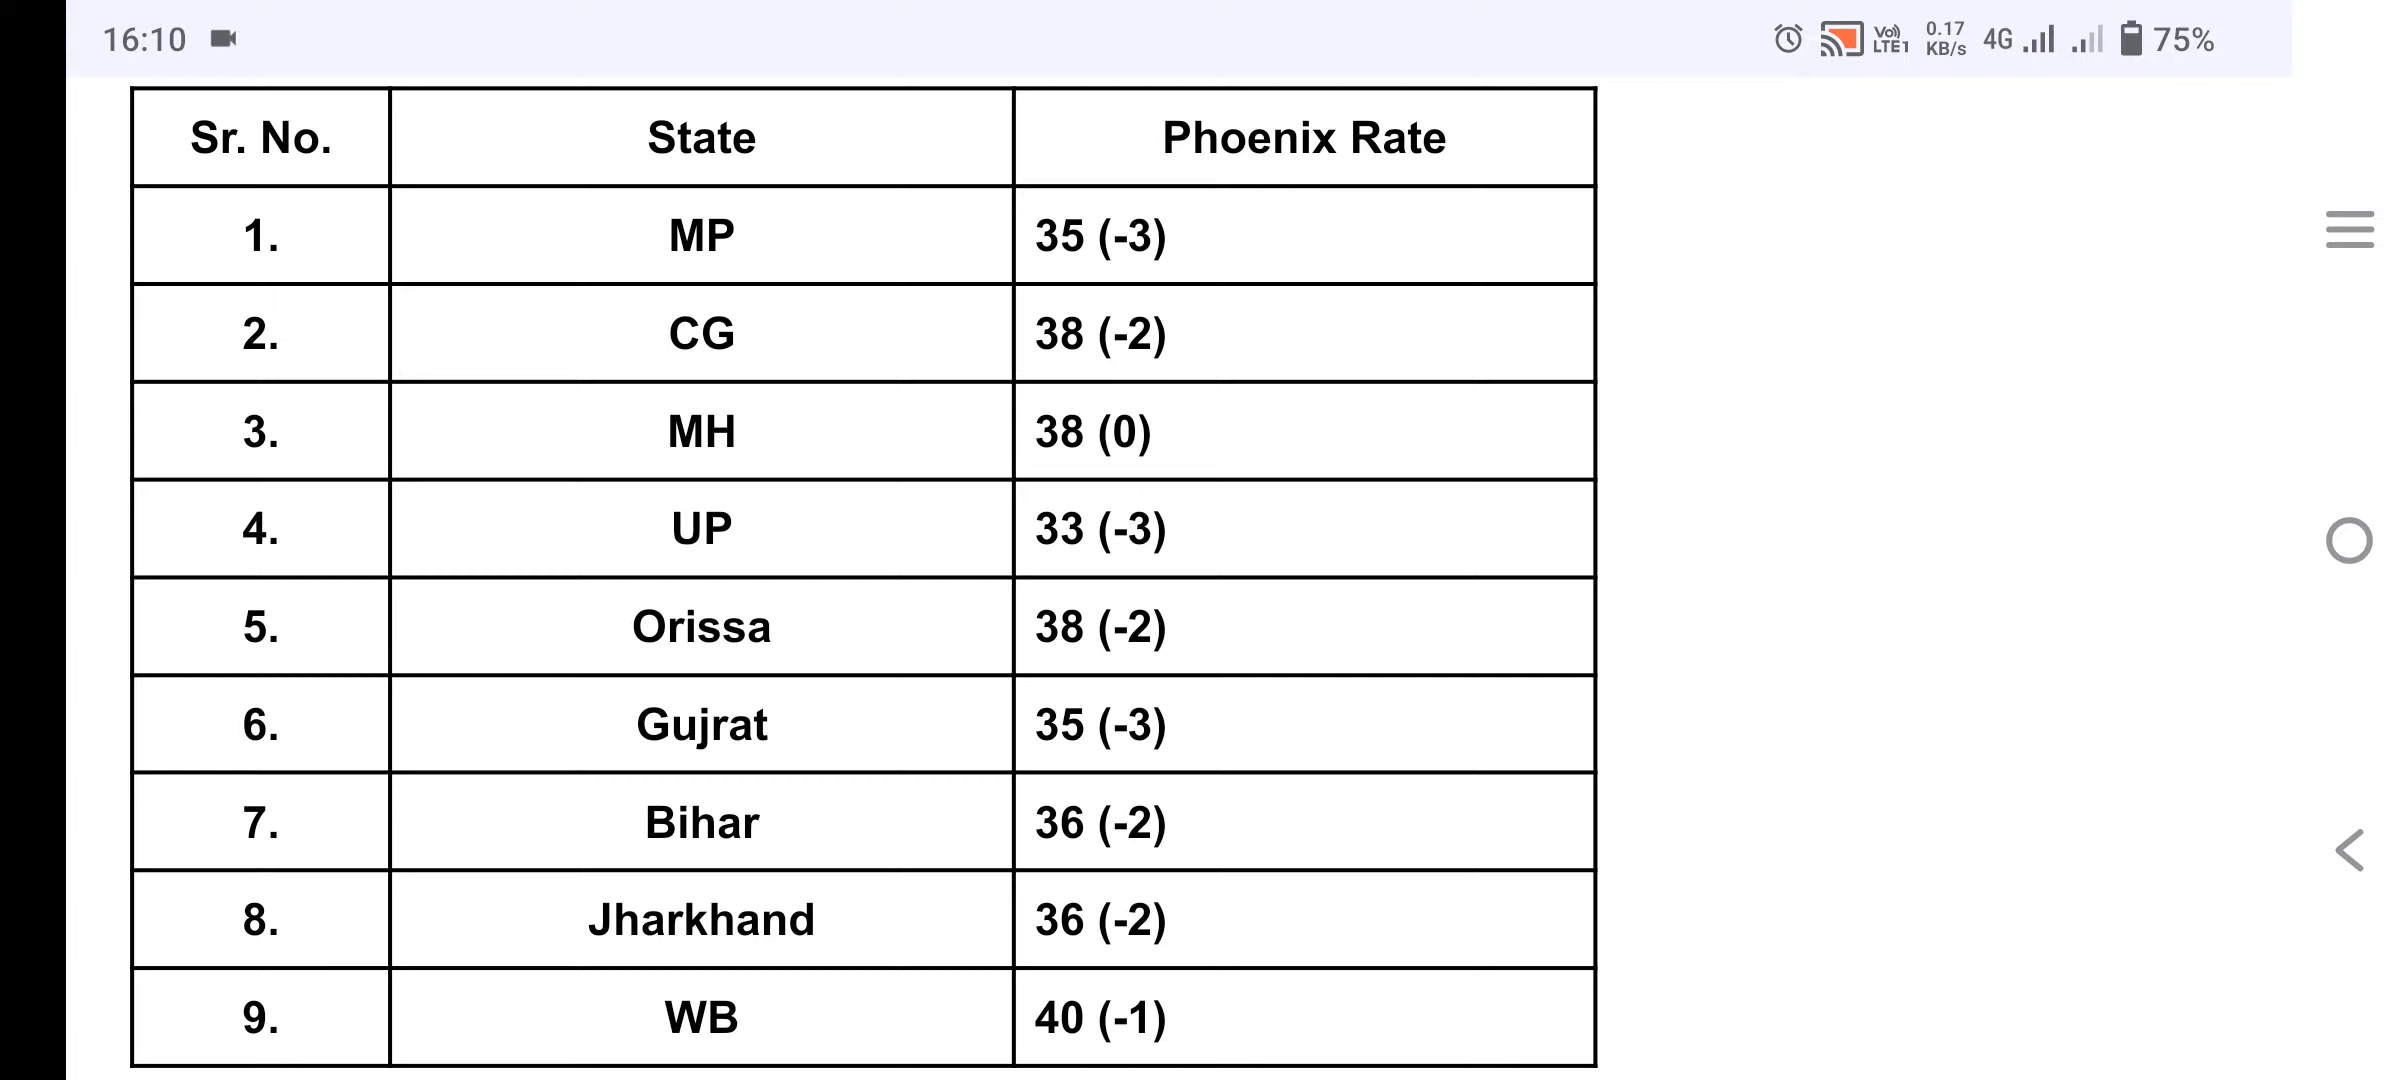 16:10 Vo) LTE1 0.17 KB/s 4G 75%
Sr. No. State Phoenix Rate
1. MP 35 (-3)
2. CG 38 (-2)
3. MH 38 (0)
4. UP 33 (-3)
5. Orissa 38 (-2)
6. Gujrat 35 (-3)
7. Bihar 36 (-2)
8. Jharkhand 36 (-2)
9. WB 40 (-1)